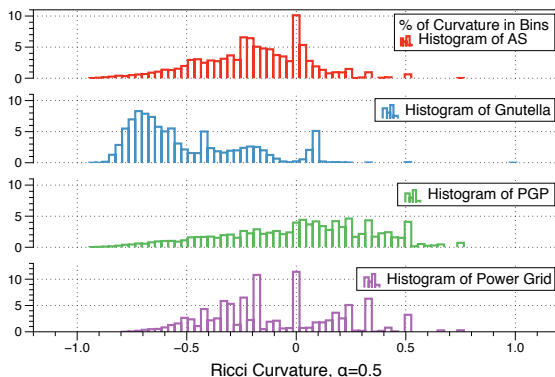 % of Curvature in Bins
Histogram of AS
10
5
0
Histogram of Gnutella
10
5
0
Histogram of PGP
10
5
0
Histogram of Power Grid
10
5
0
−1.0 −0.5 0 0.5 1.0
Ricci Curvature, α=0.5